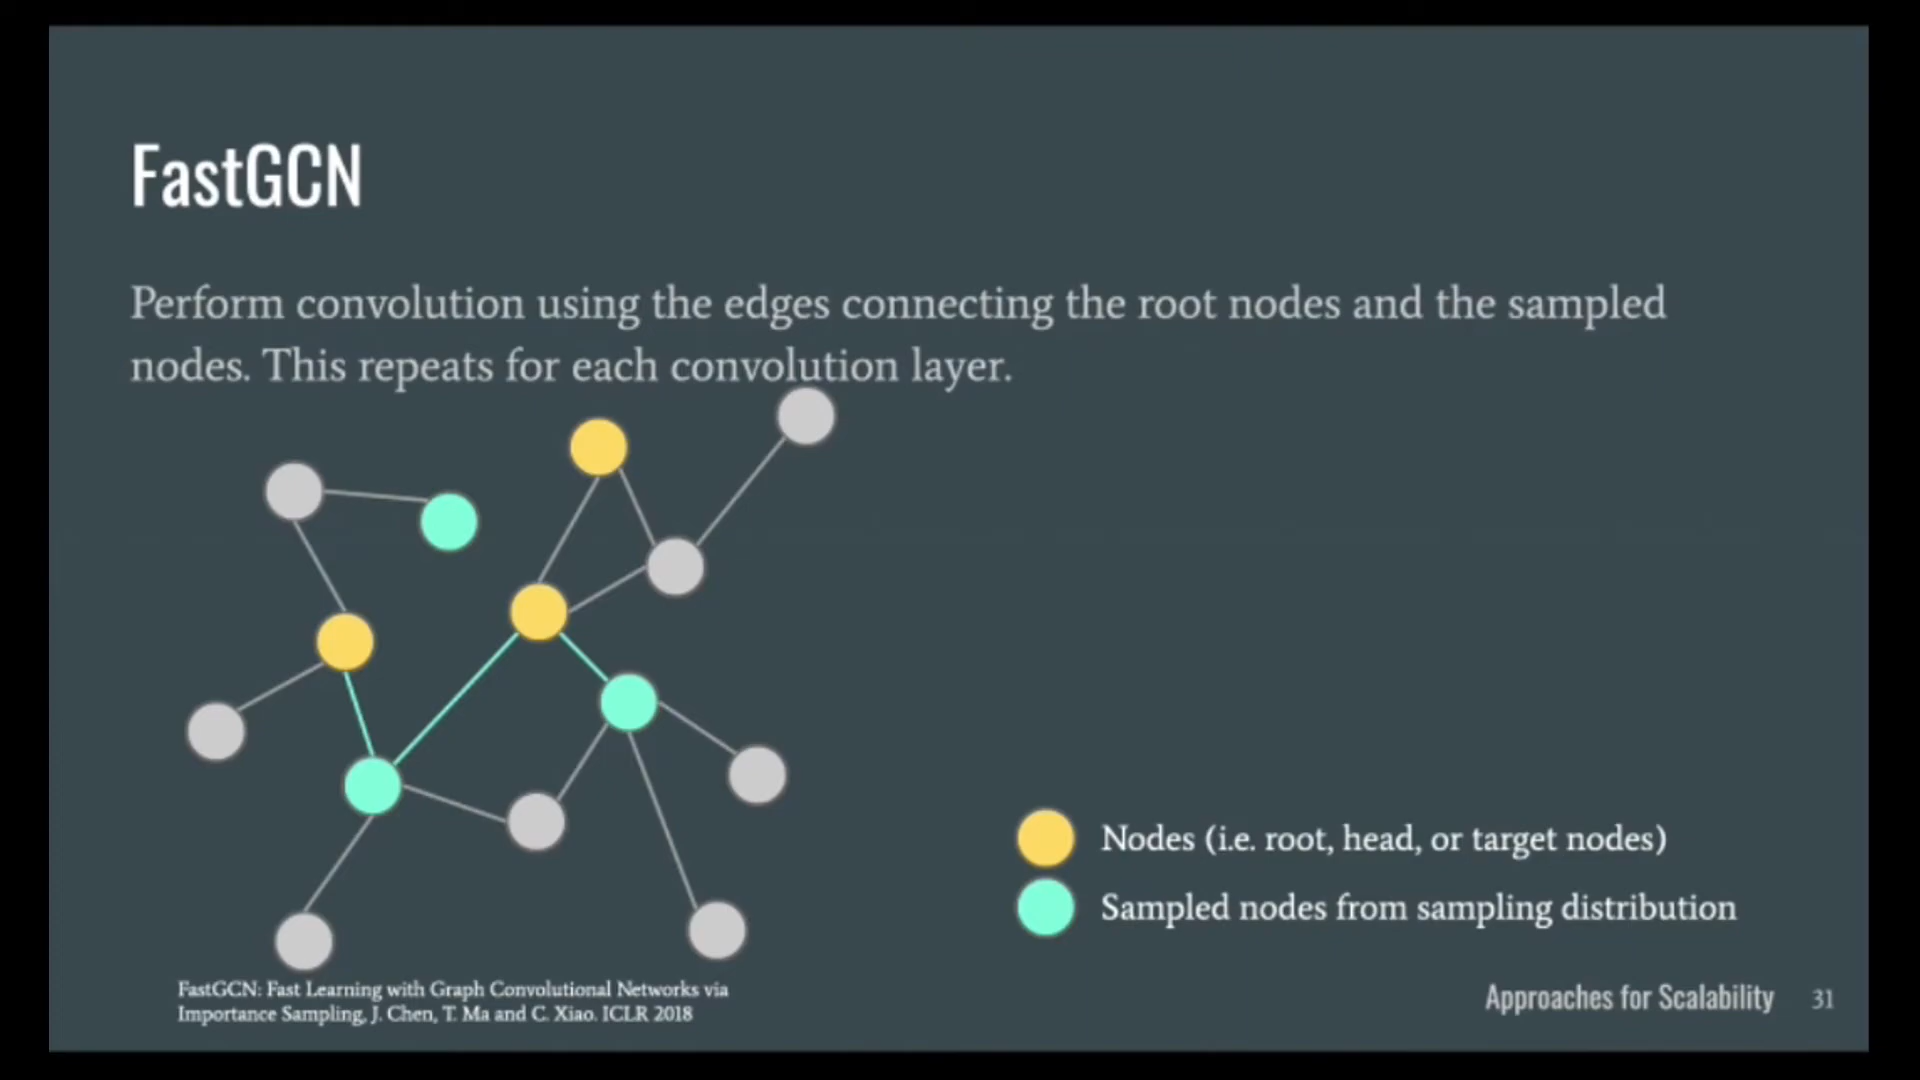 FastGCN
Perform convolution using the edges connecting the root nodes and the sampled
nodes. This repeats for each convolution layer.
Nodes (i.e. root, head, or target nodes)
Sampled nodes from sampling distribution
FastGCN: Fast Learning with Graph Convolutional Networks via
Importance Sampling, J. Chen, T. Ma and C. Xiao. ICLR 2018
Approaches for Scalability 31